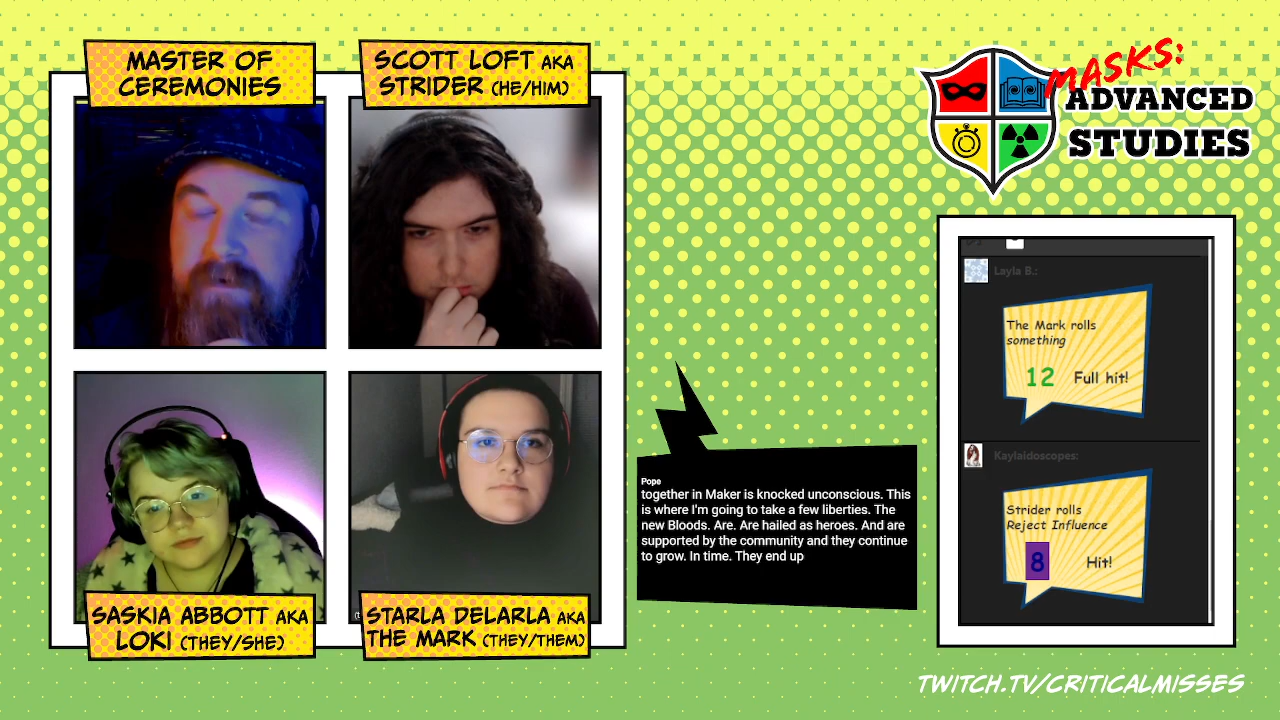 MASTER OF
CEREMONIES
SCOTT LOFT AKA
STRIDER (HE/HIM)
SASKIA ABBOTT AKA
LOKI (THEY/SHE)
STARLA DELARLA AKA
THE MARK (THEY/THEM)
Pope
together in Maker is knocked unconscious. This
is where I'm going to take a few liberties. The
new Bloods. Are. Are hailed as heroes. And are
supported by the community and they continue
to grow. In time. They end up
MASKS:
ADVANCED
STUDIES
Layla B.:
The Mark rolls
something
12 Full hit!
Kaylaidoscopes:
Strider rolls
Reject Influence
8 Hit!
TWITCH.TV/CRITICALMISSES